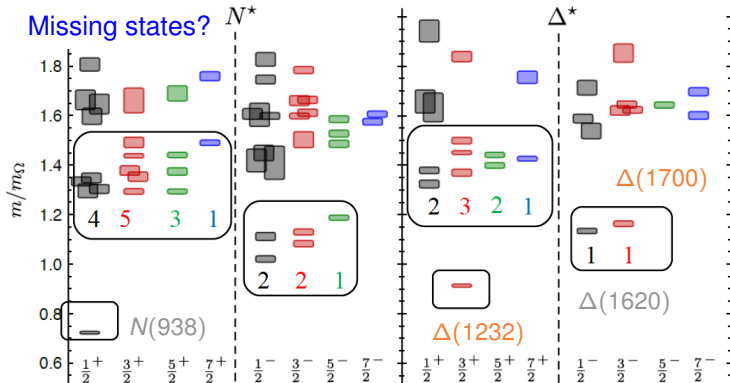 Missing states?
N*
Δ*
m/m_Ω
1.8
1.6
1.4
1.2
1.0
0.8
0.6
4 5 3 1
2 2 1
2 3 2 1
1 1
N(938)
Δ(1232)
Δ(1700)
Δ(1620)
1/2+ 3/2+ 5/2+ 7/2+ 1/2− 3/2− 5/2− 7/2− 1/2+ 3/2+ 5/2+ 7/2+ 1/2− 3/2− 5/2− 7/2−